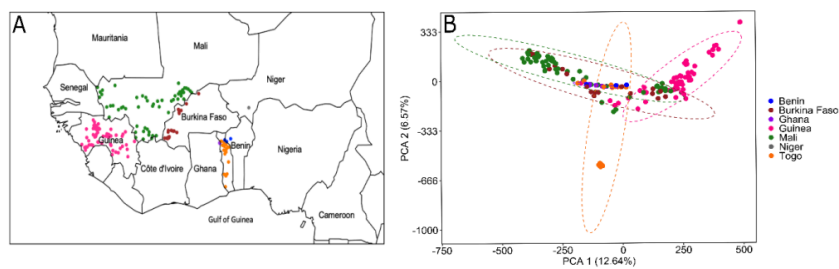 A
Mauritania
Mali
Niger
Senegal
Burkina Faso
Guinea
Benin
Côte d'Ivoire
Ghana
Nigeria
Gulf of Guinea
Cameroon
B
PCA 2 (6.57%)
333
0
-333
-666
-1000
-750
-500
-250
0
250
500
PCA 1 (12.64%)
Benin
Burkina Faso
Ghana
Guinea
Mali
Niger
Togo